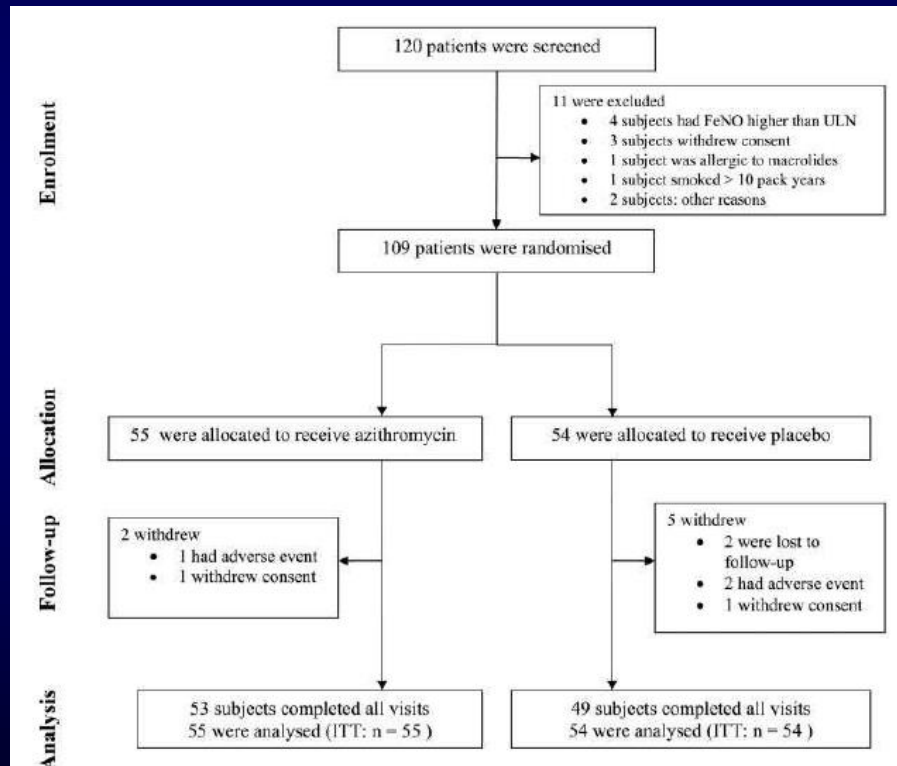 Enrolment
120 patients were screened
11 were excluded
• 4 subjects had FeNO higher than ULN
• 3 subjects withdrew consent
• 1 subject was allergic to macrolides
• 1 subject smoked > 10 pack years
• 2 subjects: other reasons
109 patients were randomised
Allocation
55 were allocated to receive azithromycin
54 were allocated to receive placebo
Follow-up
2 withdrew
• 1 had adverse event
• 1 withdrew consent
5 withdrew
• 2 were lost to
follow-up
• 2 had adverse event
• 1 withdrew consent
Analysis
53 subjects completed all visits
55 were analysed (ITT: n = 55 )
49 subjects completed all visits
54 were analysed (ITT: n = 54 )